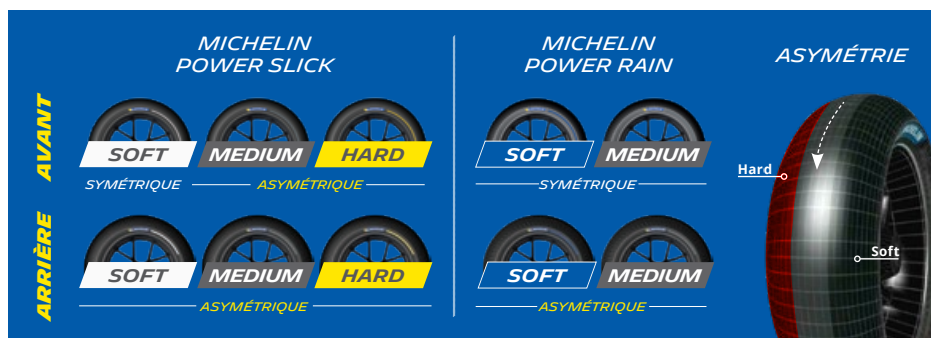 MICHELIN
POWER SLICK
MICHELIN
POWER RAIN
ASYMÉTRIE
AVANT
SOFT
MEDIUM
HARD
SOFT
MEDIUM
SYMÉTRIQUE
ASYMÉTRIQUE
SYMÉTRIQUE
Hard
Soft
ARRIÈRE
SOFT
MEDIUM
HARD
SOFT
MEDIUM
ASYMÉTRIQUE
ASYMÉTRIQUE